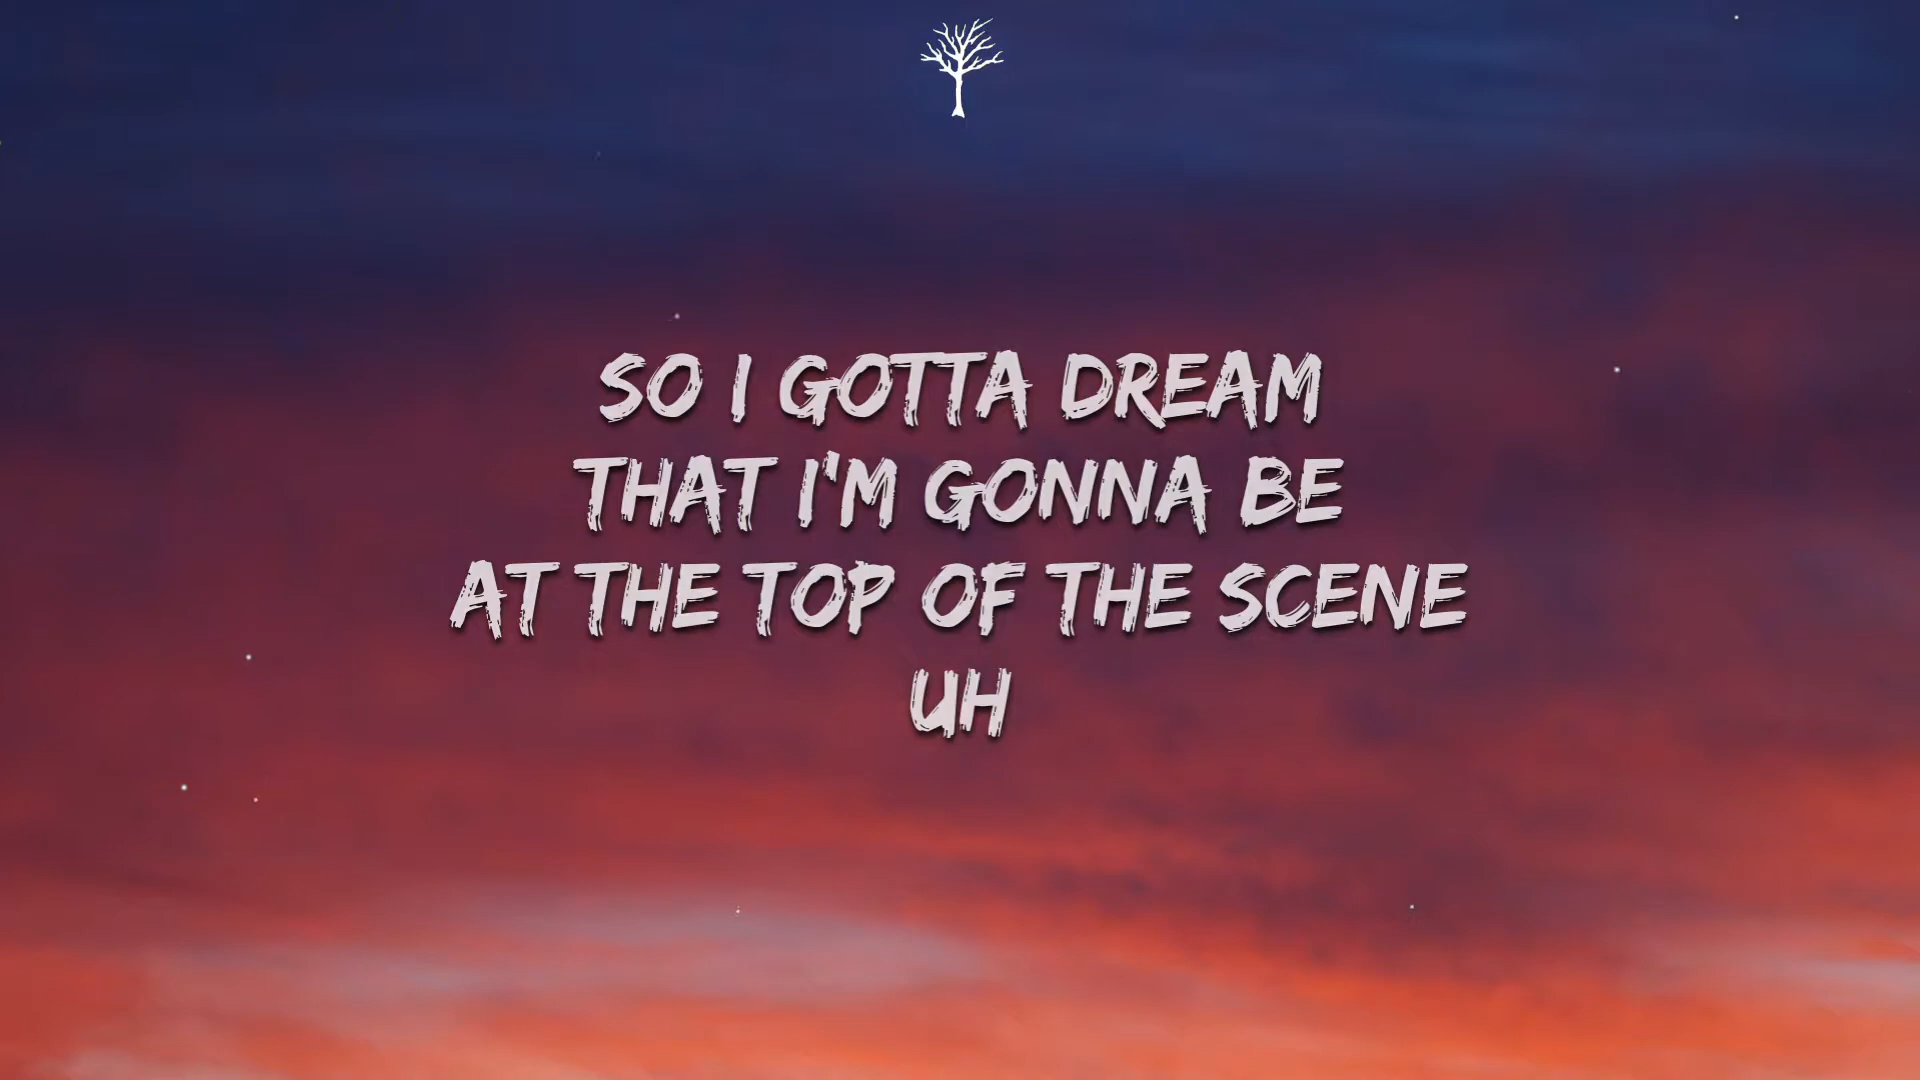 SO I GOTTA DREAM
THAT I'M GONNA BE
AT THE TOP OF THE SCENE
UH